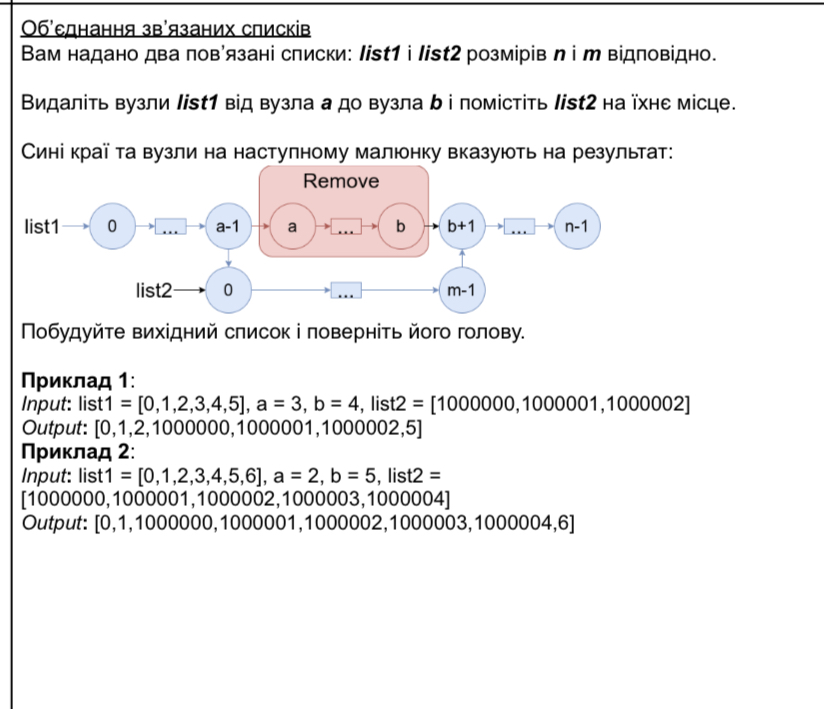 Об’єднання зв’язаних списків
Вам надано два пов’язані списки: list1 і list2 розмірів n і m відповідно.
Видаліть вузли list1 від вузла a до вузла b і помістіть list2 на їхнє місце.
Сині краї та вузли на наступному малюнку вказують на результат:
Remove
list1 0 ... a-1 a ... b b+1 ... n-1
list2 0 ... m-1
Побудуйте вихідний список і поверніть його голову.
Приклад 1:
Input: list1 = [0,1,2,3,4,5], a = 3, b = 4, list2 = [1000000,1000001,1000002]
Output: [0,1,2,1000000,1000001,1000002,5]
Приклад 2:
Input: list1 = [0,1,2,3,4,5,6], a = 2, b = 5, list2 =
[1000000,1000001,1000002,1000003,1000004]
Output: [0,1,1000000,1000001,1000002,1000003,1000004,6]